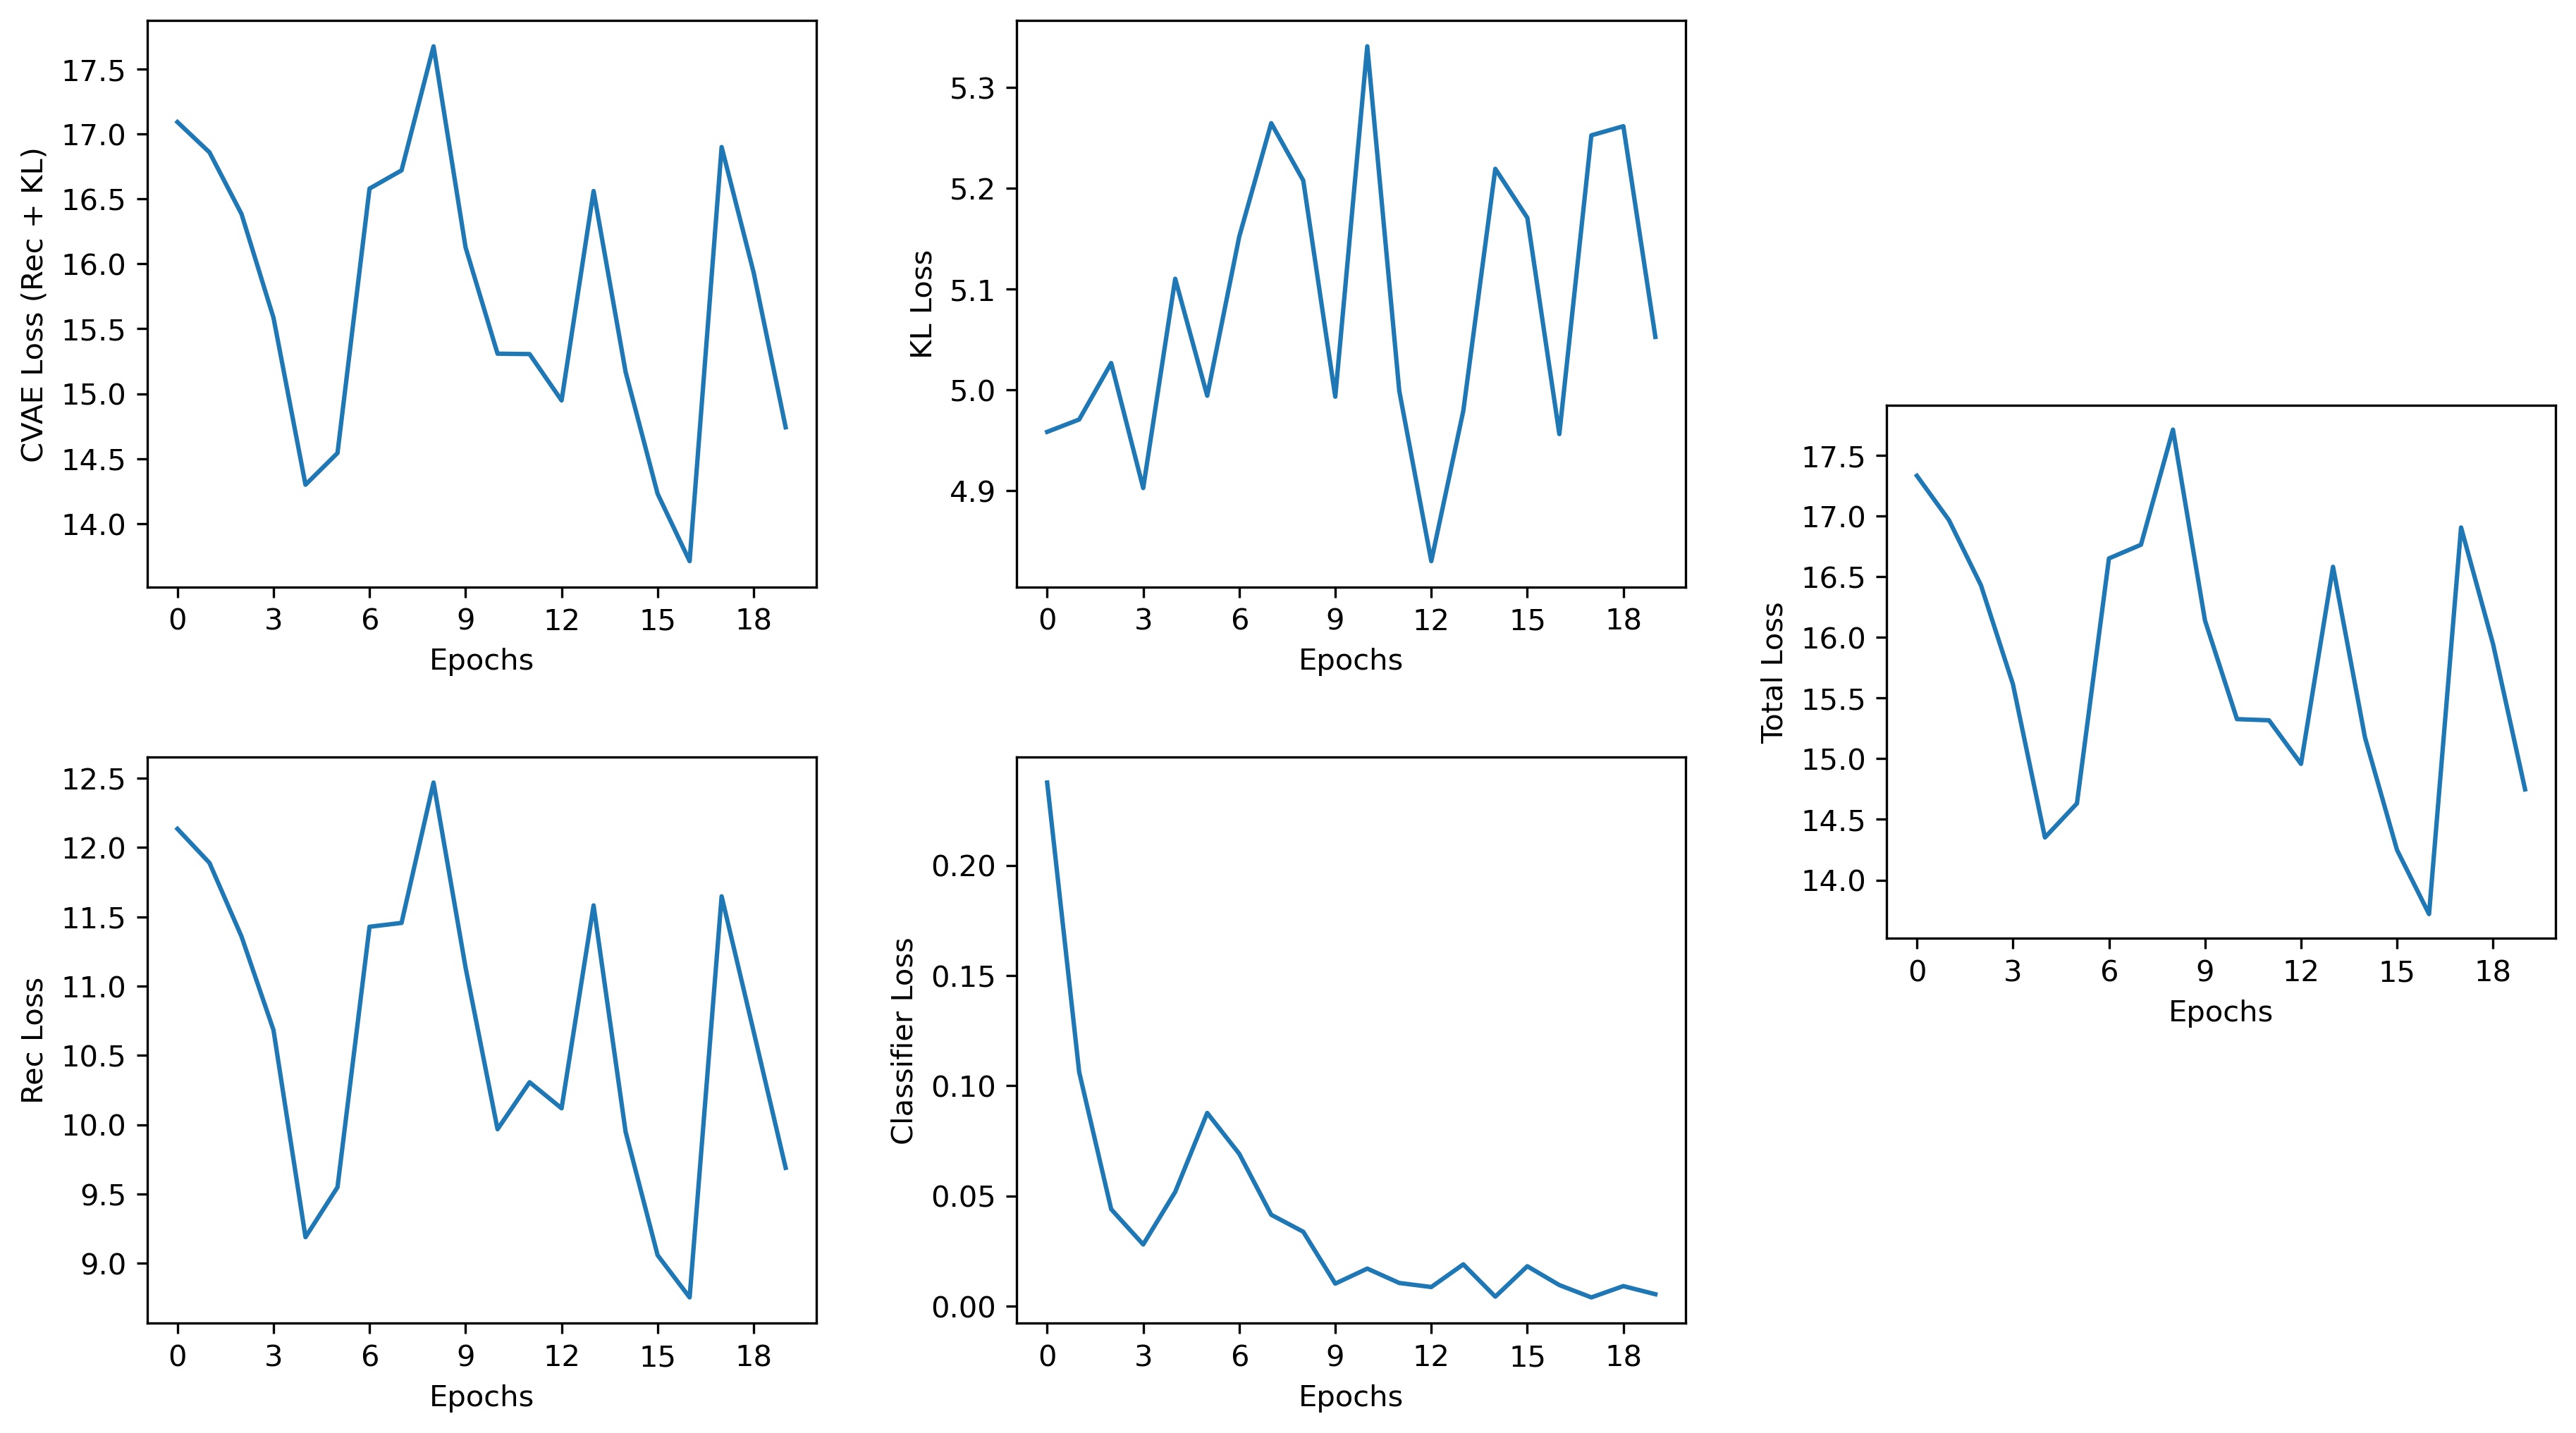 CVAE Loss (Rec + KL)
17.5
17.0
16.5
16.0
15.5
15.0
14.5
14.0
0 3 6 9 12 15 18
Epochs
KL Loss
5.3
5.2
5.1
5.0
4.9
0 3 6 9 12 15 18
Epochs
Rec Loss
12.5
12.0
11.5
11.0
10.5
10.0
9.5
9.0
0 3 6 9 12 15 18
Epochs
Classifier Loss
0.20
0.15
0.10
0.05
0.00
0 3 6 9 12 15 18
Epochs
Total Loss
17.5
17.0
16.5
16.0
15.5
15.0
14.5
14.0
0 3 6 9 12 15 18
Epochs